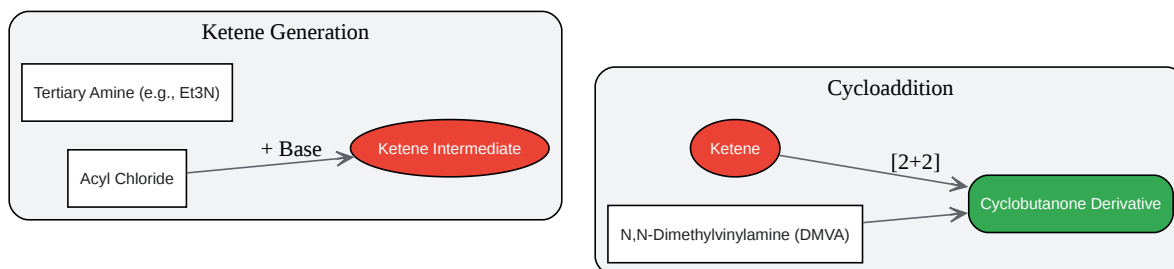 Ketene Generation
Tertiary Amine (e.g., Et3N)
+ Base
Ketene Intermediate
Acyl Chloride
Cycloaddition
Ketene
[2+2]
Cyclobutanone Derivative
N,N-Dimethylvinylamine (DMVA)